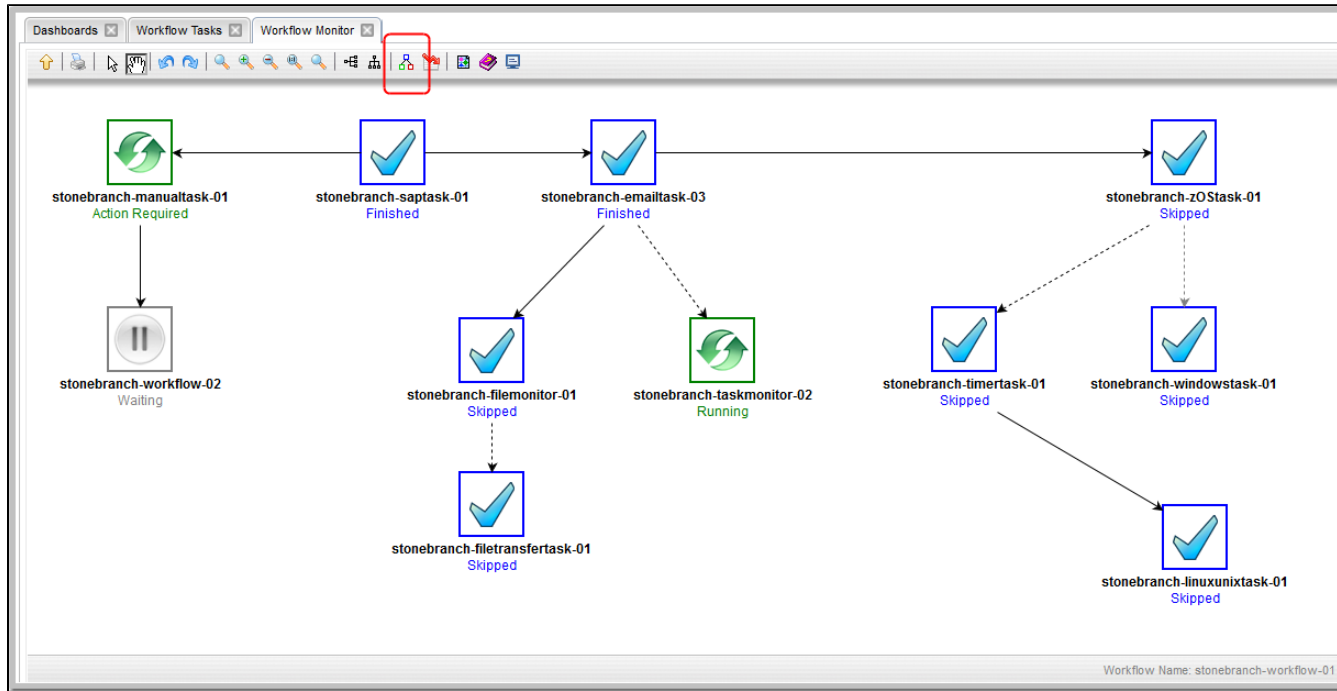 Dashboards
Workflow Tasks
Workflow Monitor
stonebranch-manualtask-01
Action Required
stonebranch-saptask-01
Finished
stonebranch-emailtask-03
Finished
stonebranch-zOStask-01
Skipped
stonebranch-workflow-02
Waiting
stonebranch-filemonitor-01
Skipped
stonebranch-taskmonitor-02
Running
stonebranch-timertask-01
Skipped
stonebranch-windowstask-01
Skipped
stonebranch-filetransfertask-01
Skipped
stonebranch-linuxunixtask-01
Skipped
Workflow Name: stonebranch-workflow-01